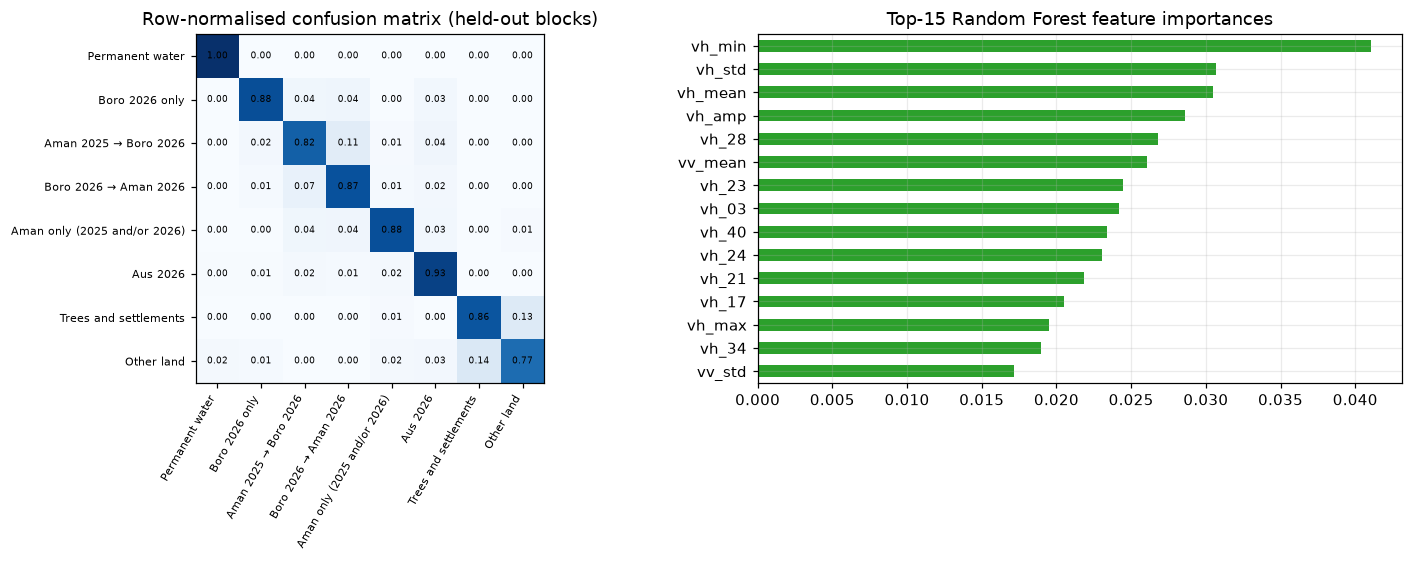 Row-normalised confusion matrix (held-out blocks)
Permanent water 1.00 0.00 0.00 0.00 0.00 0.00 0.00 0.00
Boro 2026 only 0.00 0.88 0.04 0.04 0.00 0.03 0.00 0.00
Aman 2025 → Boro 2026 0.00 0.02 0.82 0.11 0.01 0.04 0.00 0.00
Boro 2026 → Aman 2026 0.00 0.01 0.07 0.87 0.01 0.02 0.00 0.00
Aman only (2025 and/or 2026) 0.00 0.00 0.04 0.04 0.88 0.03 0.00 0.01
Aus 2026 0.00 0.01 0.02 0.01 0.02 0.93 0.00 0.00
Trees and settlements 0.00 0.00 0.00 0.00 0.01 0.00 0.86 0.13
Other land 0.02 0.01 0.00 0.00 0.02 0.03 0.14 0.77
Permanent water
Boro 2026 only
Aman 2025 → Boro 2026
Boro 2026 → Aman 2026
Aman only (2025 and/or 2026)
Aus 2026
Trees and settlements
Other land
Top-15 Random Forest feature importances
vh_min
vh_std
vh_mean
vh_amp
vh_28
vv_mean
vh_23
vh_03
vh_40
vh_24
vh_21
vh_17
vh_max
vh_34
vv_std
0.000 0.005 0.010 0.015 0.020 0.025 0.030 0.035 0.040